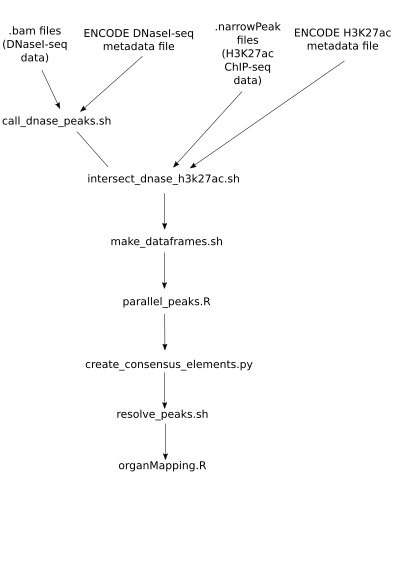 .bam files
(DNaseI-seq
data)
ENCODE DNaseI-seq
metadata file
.narrowPeak
files
(H3K27ac
ChIP-seq
data)
ENCODE H3K27ac
metadata file
call_dnase_peaks.sh
intersect_dnase_h3k27ac.sh
make_dataframes.sh
parallel_peaks.R
create_consensus_elements.py
resolve_peaks.sh
organMapping.R